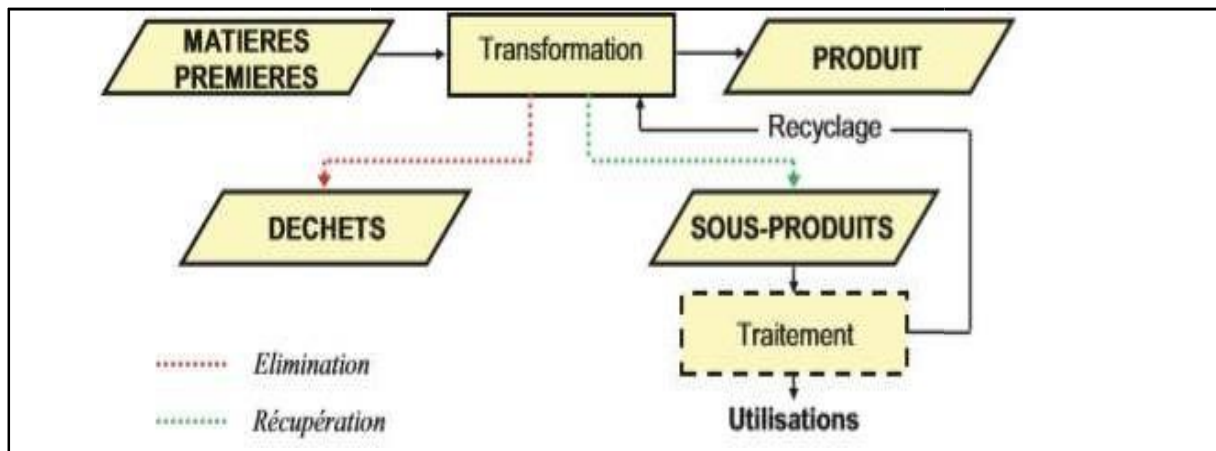 MATIERES
PREMIERES
Transformation
PRODUIT
Recyclage
DECHETS
SOUS-PRODUITS
Traitement
Elimination
Récupération
Utilisations